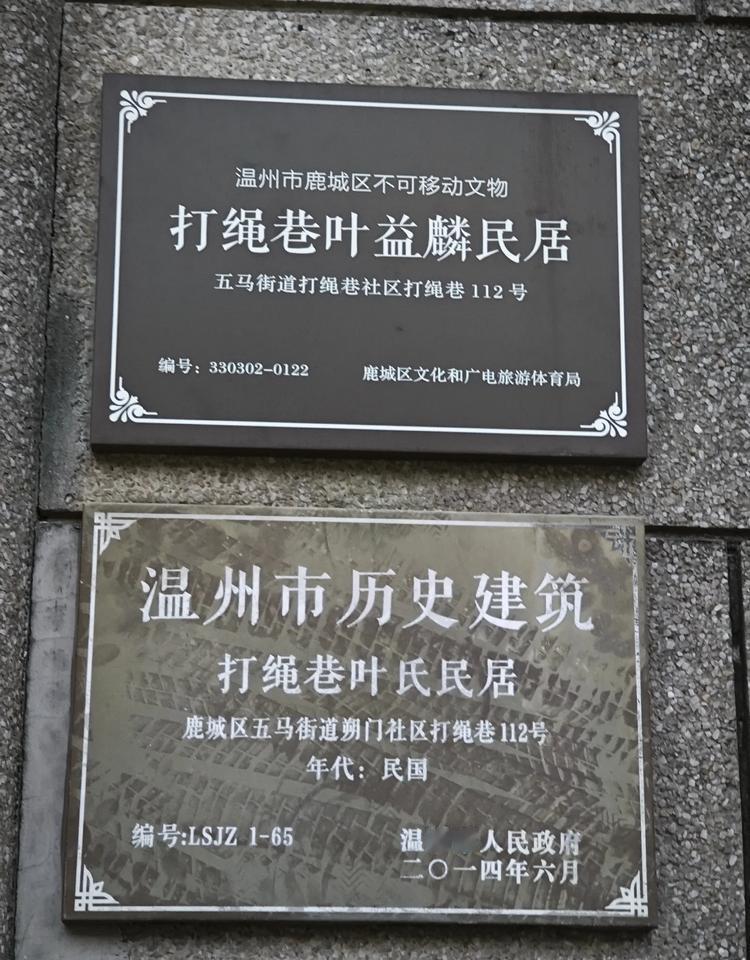 温州市鹿城区不可移动文物
打绳巷叶益麟民居
五马街道打绳巷社区打绳巷 112 号
编号：330302-0122 鹿城区文化和广电旅游体育局
温州市历史建筑
打绳巷叶氏民居
鹿城区五马街道朔门社区打绳巷112号
年代：民国
编号:LSJZ 1-65 温 人民政府
二〇一四年六月